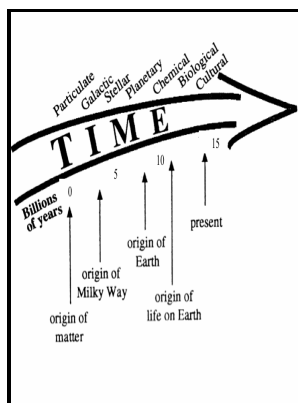 Particulate
Galactic
Stellar
Planetary
Chemical
Biological
Cultural
TIME
Billions
of years
0
5
10
15
origin of
matter
origin of
Milky Way
origin of
Earth
origin of
life on Earth
present